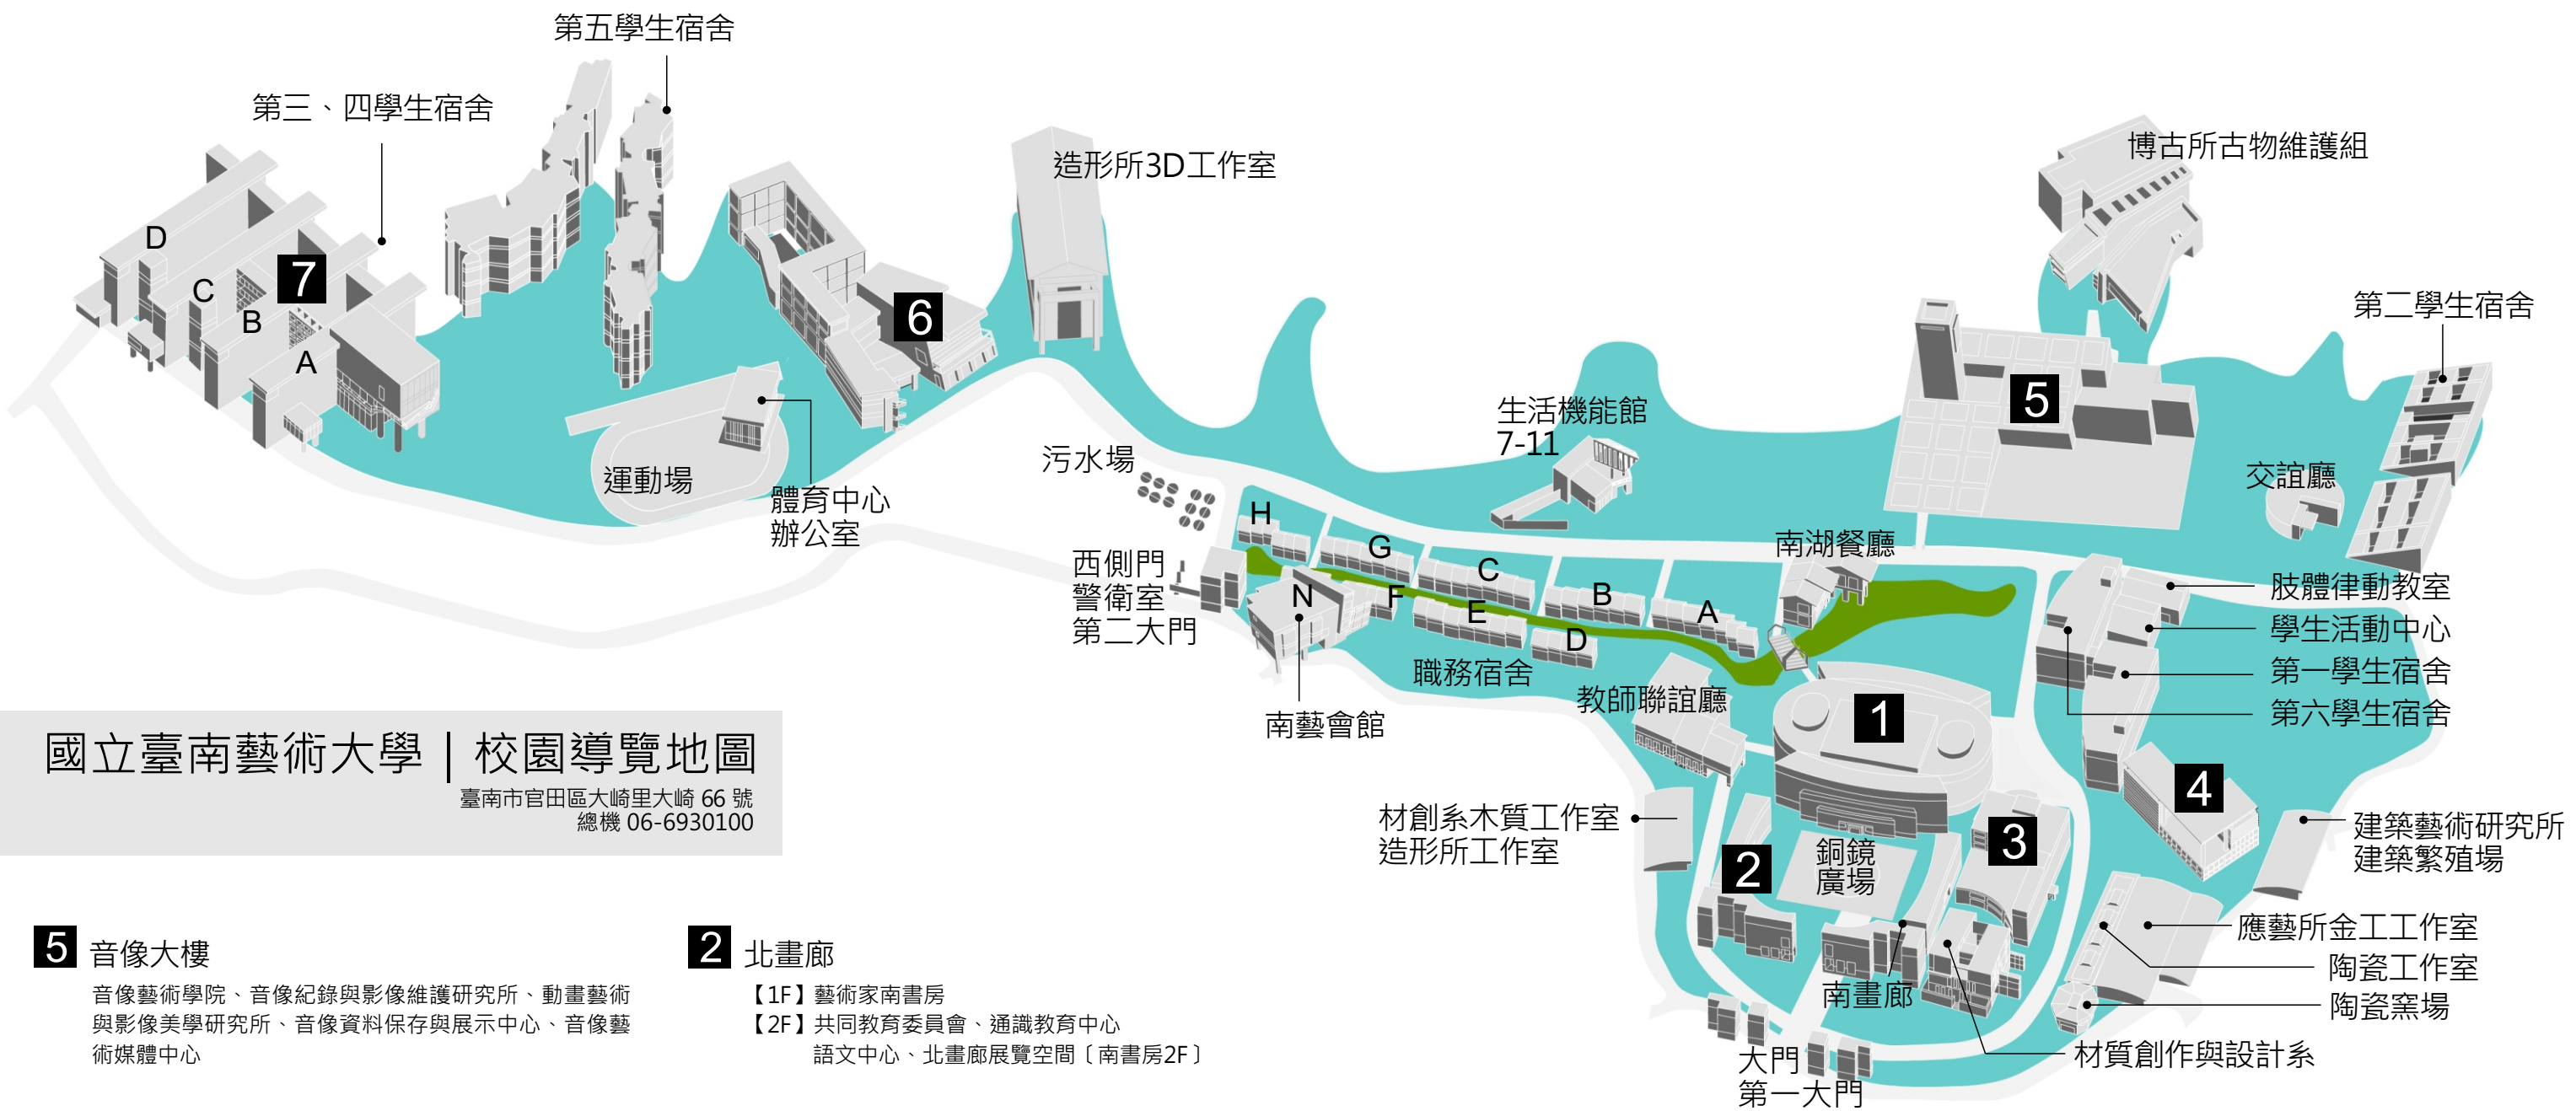 第五學生宿舍
第三、四學生宿舍
造形所3D工作室
博古所古物維護組
D
C
7
B
A
6
第二學生宿舍
5
生活機能館
7-11
污水場
交誼廳
運動場
體育中心
辦公室
H
G
C
南湖餐廳
西側門
警衛室
第二大門
N
F
E
B
A
D
肢體律動教室
學生活動中心
第一學生宿舍
第六學生宿舍
職務宿舍
教師聯誼廳
南藝會館
1
國立臺南藝術大學｜校園導覽地圖
臺南市官田區大崎里大崎 66 號
總機 06-6930100
4
材創系木質工作室
造形所工作室
2
銅鏡
廣場
3
建築藝術研究所
建築繁殖場
應藝所金工工作室
陶瓷工作室
陶瓷窯場
南畫廊
材質創作與設計系
大門
第一大門
5 音像大樓
音像藝術學院、音像紀錄與影像維護研究所、動畫藝術
與影像美學研究所、音像資料保存與展示中心、音像藝
術媒體中心
2 北畫廊
【1F】藝術家南書房
【2F】共同教育委員會、通識教育中心
語文中心、北畫廊展覽空間〔南書房2F〕